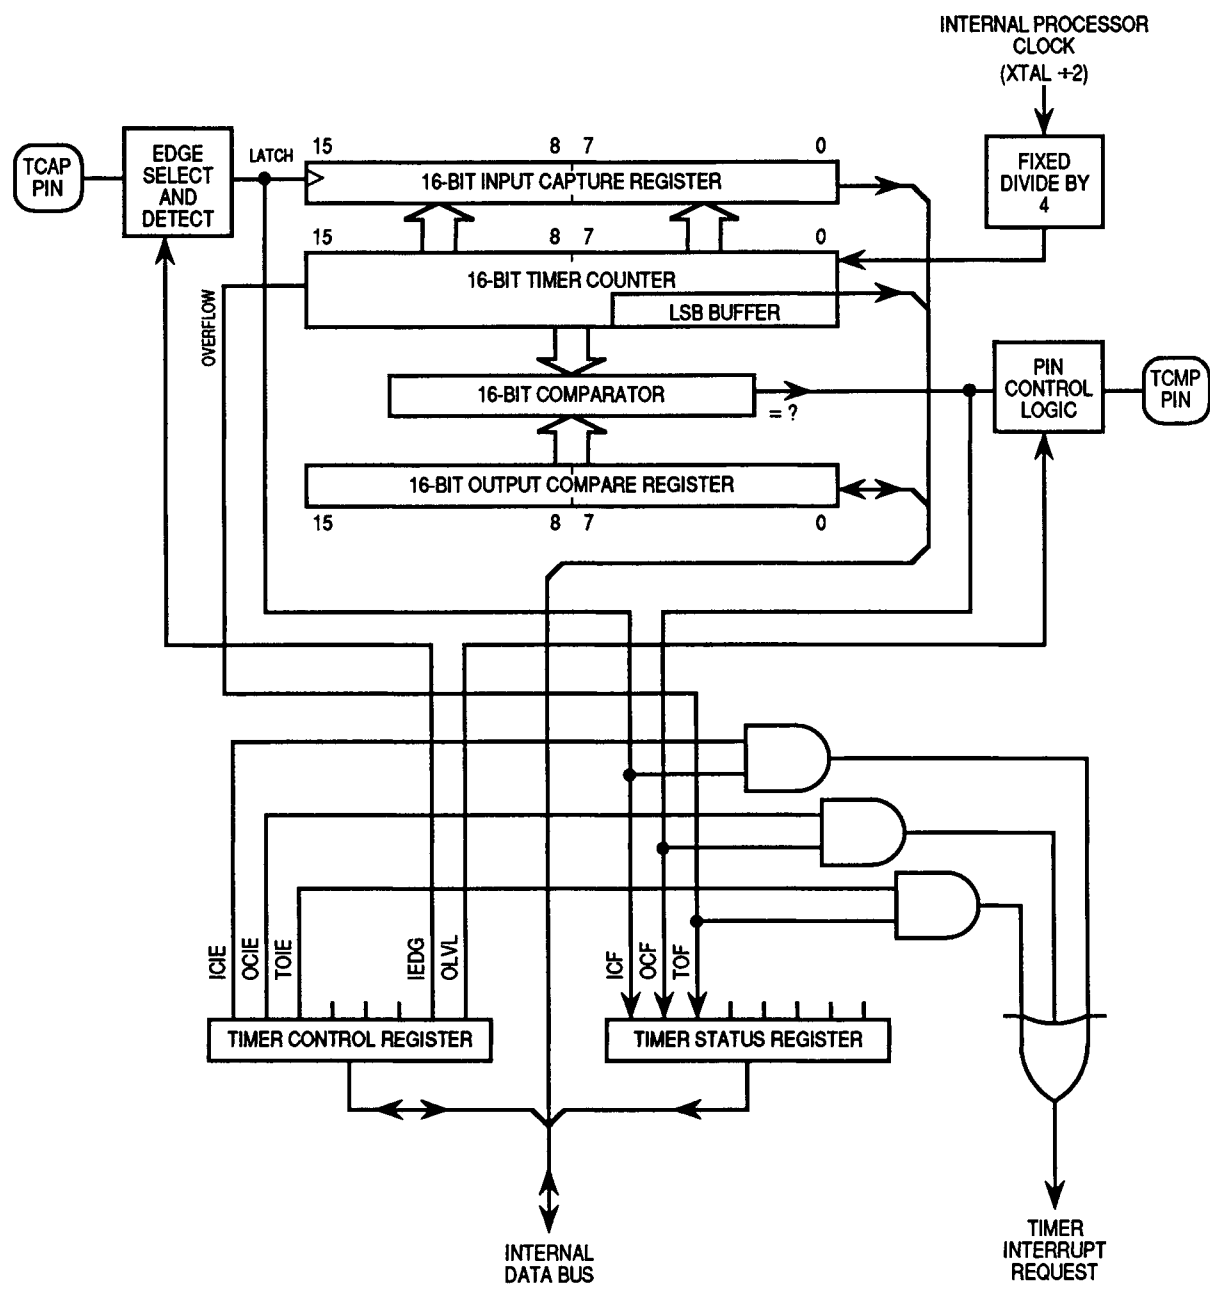 INTERNAL PROCESSOR
CLOCK
(XTAL ÷2)
TCAP
PIN
EDGE
SELECT
AND
DETECT
LATCH
15
8 7
0
16-BIT INPUT CAPTURE REGISTER
FIXED
DIVIDE BY
4
15
8 7
0
16-BIT TIMER COUNTER
LSB BUFFER
OVERFLOW
16-BIT COMPARATOR
= ?
PIN
CONTROL
LOGIC
TCMP
PIN
16-BIT OUTPUT COMPARE REGISTER
15
8 7
0
ICIE
OCIE
TOIE
IEDG
OLVL
ICF
OCF
TOF
TIMER CONTROL REGISTER
TIMER STATUS REGISTER
INTERNAL
DATA BUS
TIMER
INTERRUPT
REQUEST